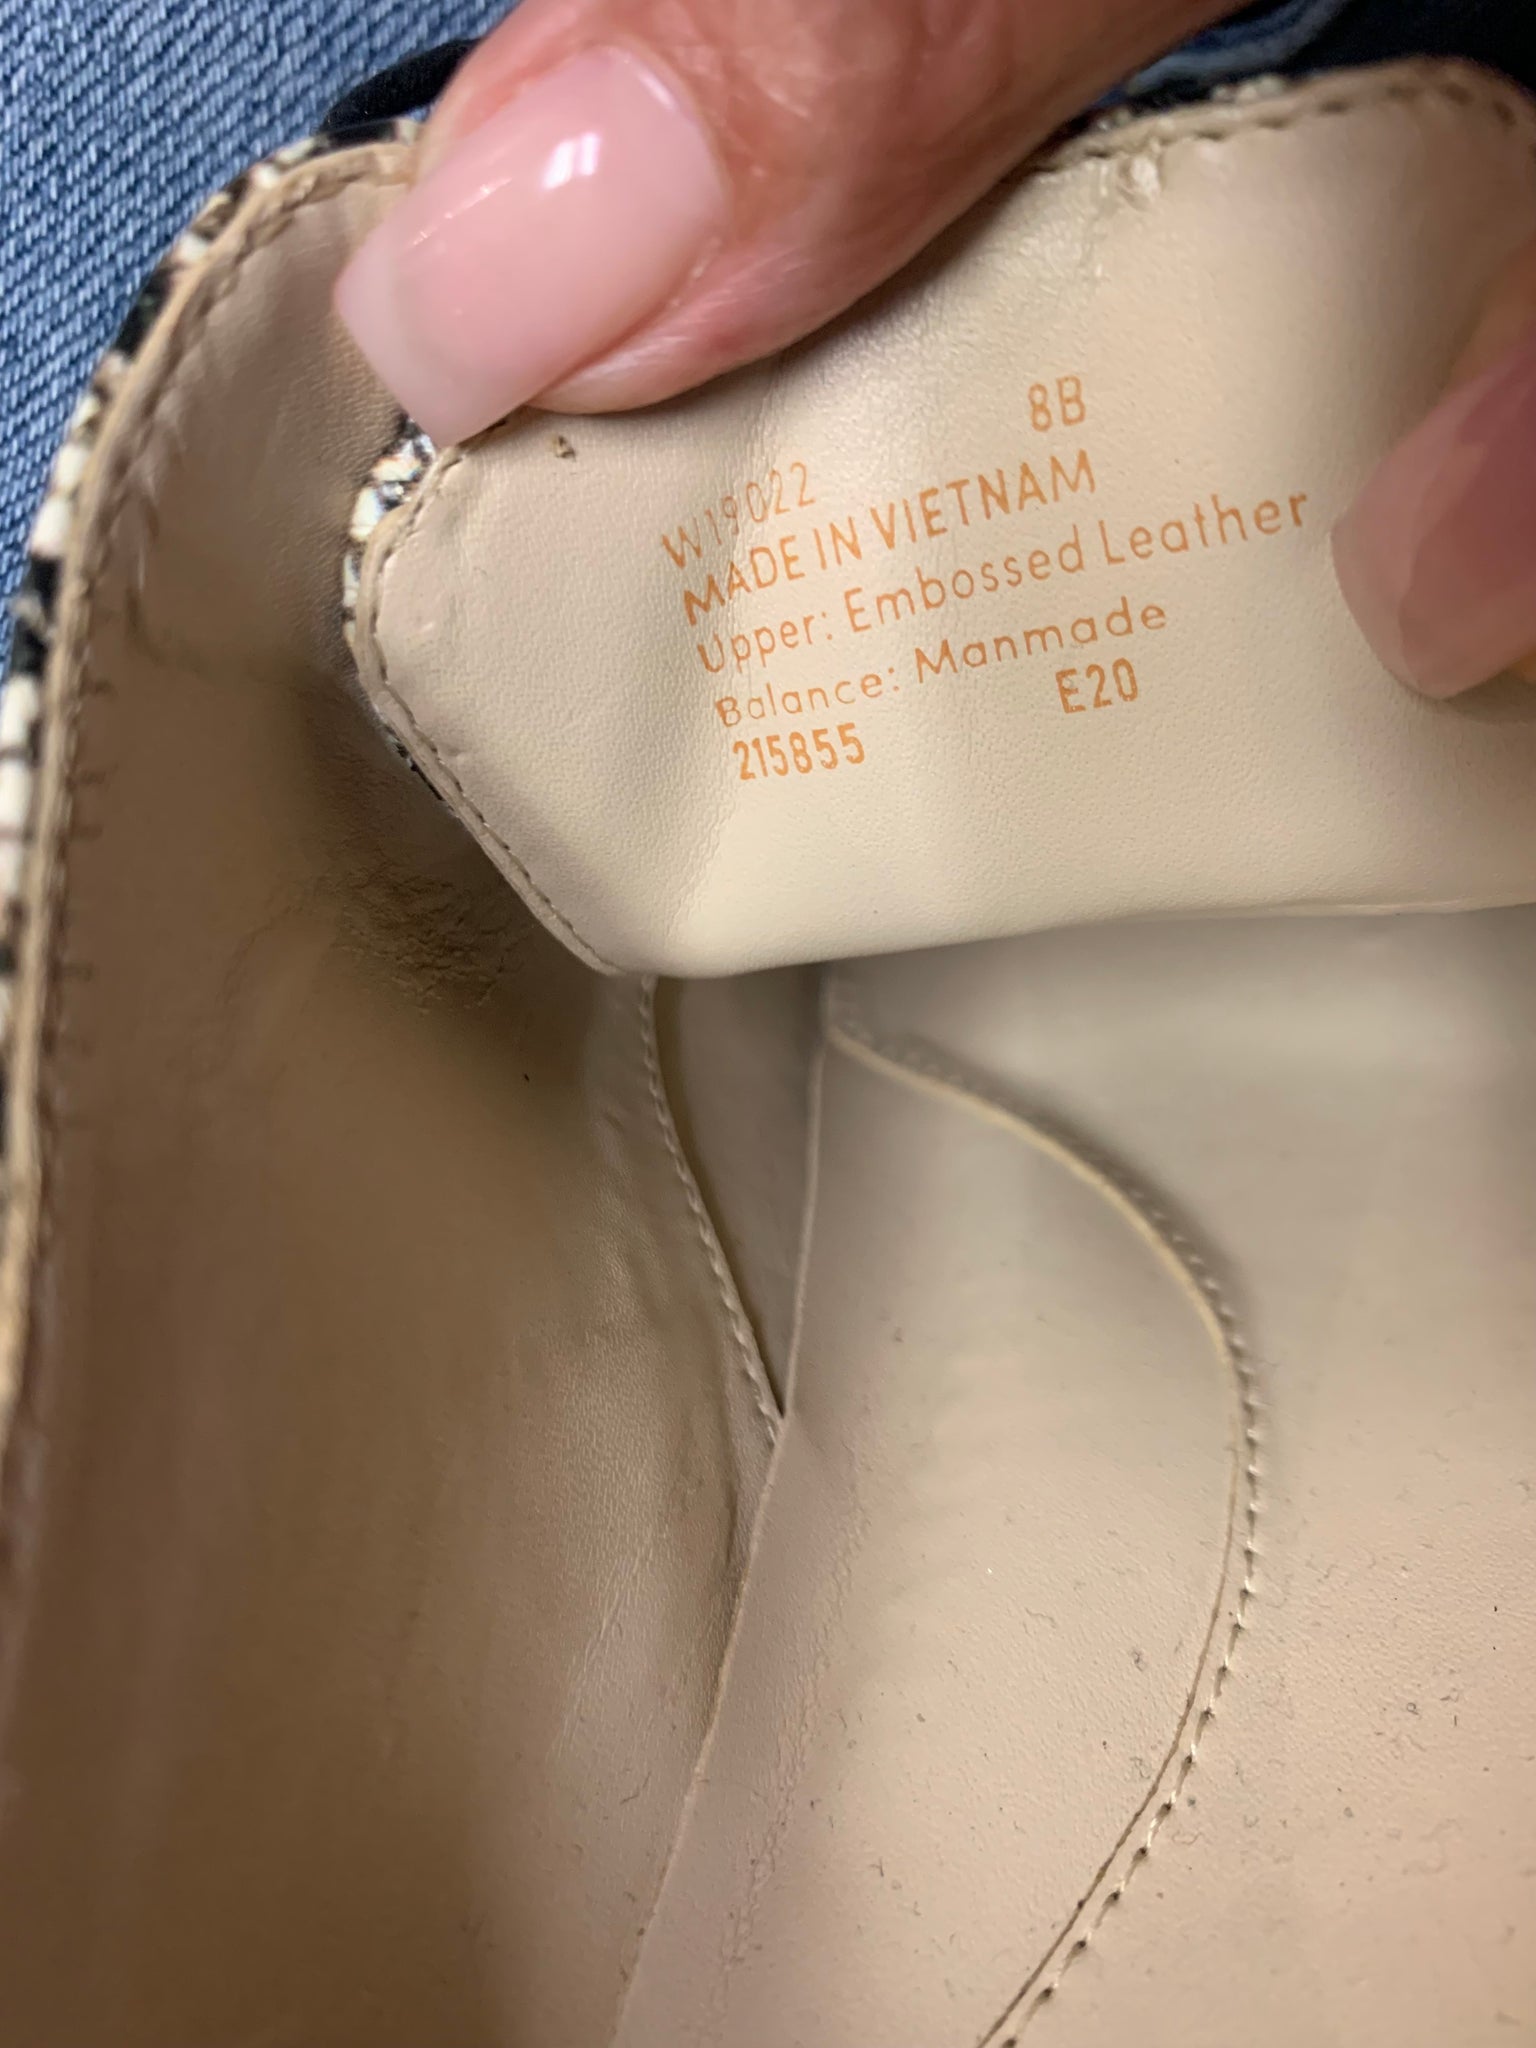 8B
W19022
MADE IN VIETNAM
Upper: Embossed Leather
Balance: Manmade
215855 E20